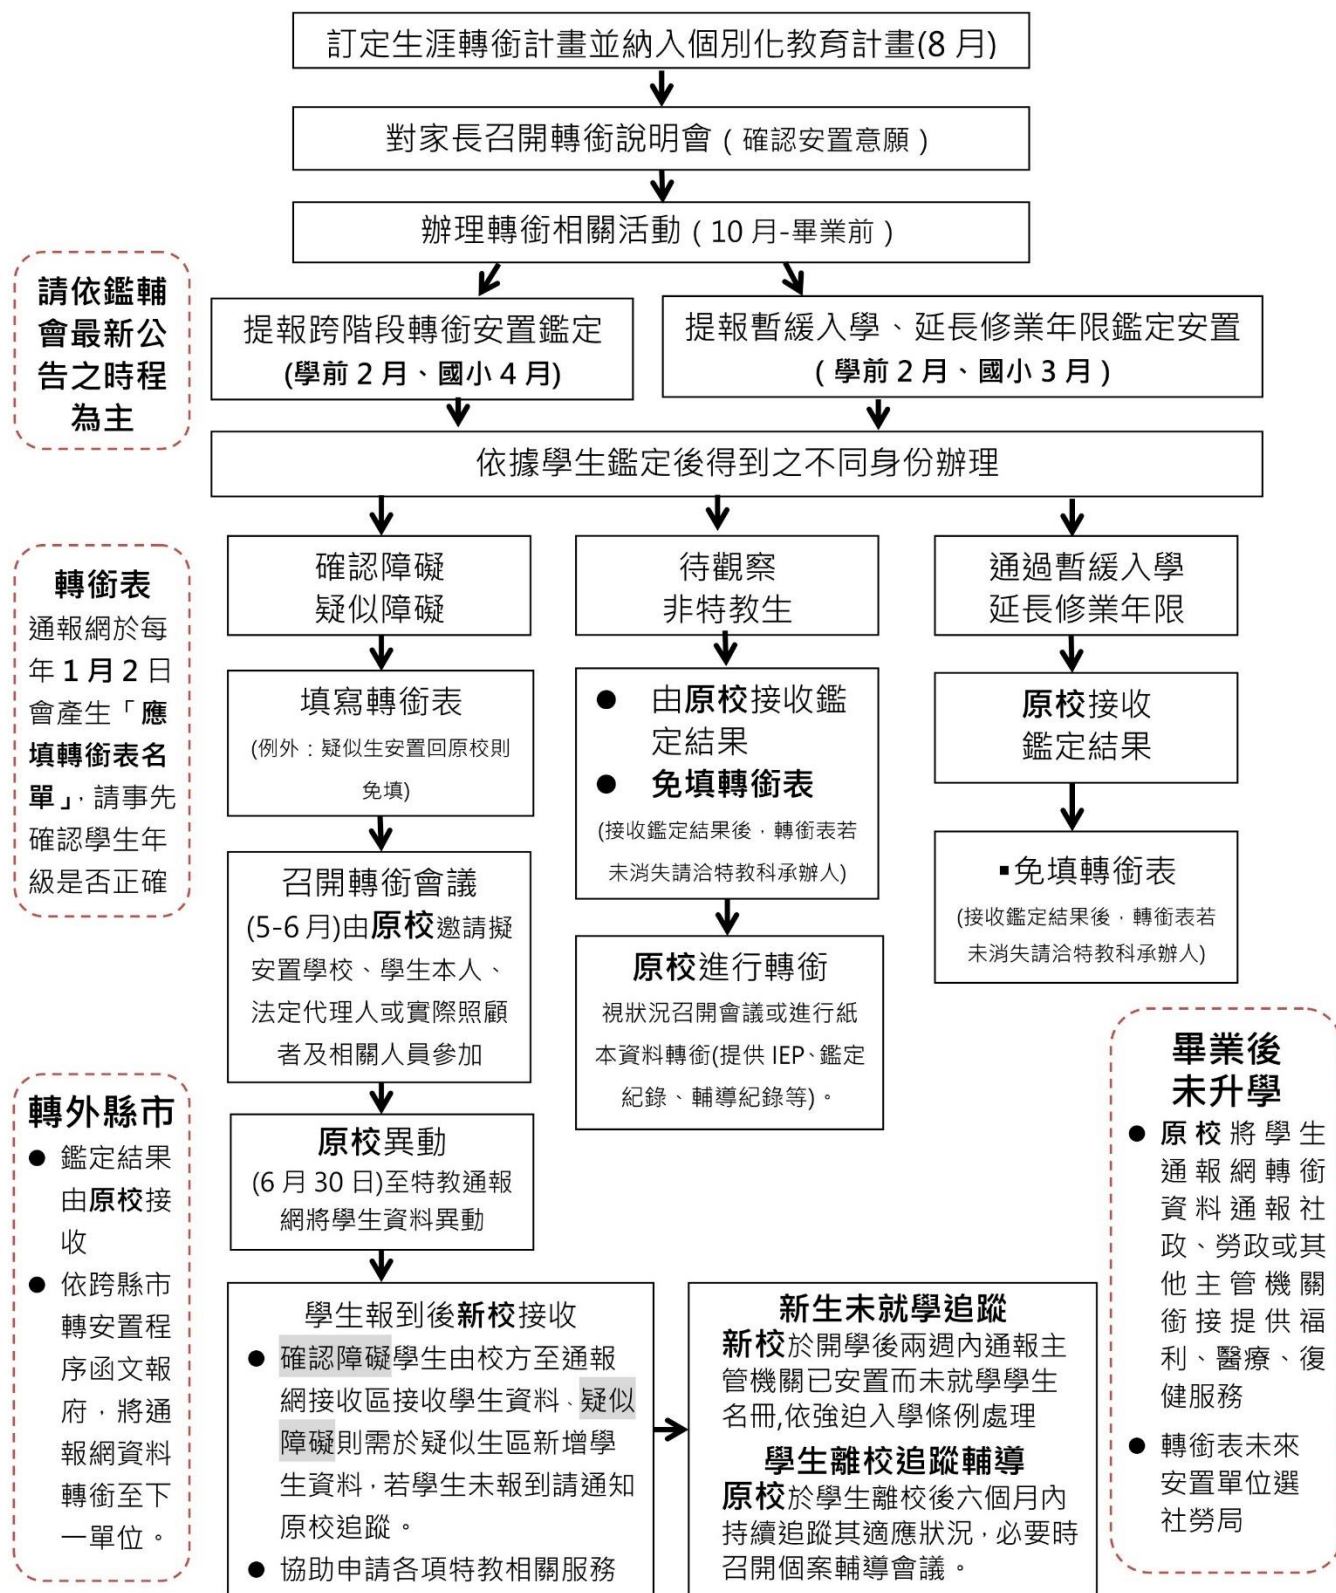 訂定生涯轉銜計畫並納入個別化教育計畫(8 月)
對家長召開轉銜說明會（確認安置意願）
辦理轉銜相關活動（10 月-畢業前）
請依鑑輔
會最新公
告之時程
為主
提報跨階段轉銜安置鑑定
(學前 2 月、國小 4 月)
提報暫緩入學、延長修業年限鑑定安置
（學前 2 月、國小 3 月）
依據學生鑑定後得到之不同身份辦理
轉銜表
通報網於每
年 1 月 2 日
會產生「應
填轉銜表名
單」，請事先
確認學生年
級是否正確
確認障礙
疑似障礙
填寫轉銜表
(例外：疑似生安置回原校則
免填)
召開轉銜會議
(5-6 月)由原校邀請擬
安置學校、學生本人、
法定代理人或實際照顧
者及相關人員參加
原校異動
(6 月 30 日)至特教通報
網將學生資料異動
待觀察
非特教生
● 由原校接收鑑
定結果
● 免填轉銜表
(接收鑑定結果後，轉銜表若
未消失請洽特教科承辦人)
原校進行轉銜
視狀況召開會議或進行紙
本資料轉銜(提供 IEP、鑑定
紀錄、輔導紀錄等)。
通過暫緩入學
延長修業年限
原校接收
鑑定結果
▪免填轉銜表
(接收鑑定結果後，轉銜表若
未消失請洽特教科承辦人)
轉外縣市
● 鑑定結果
由原校接
收
● 依跨縣市
轉安置程
序函文報
府，將通
報網資料
轉銜至下
一單位。
學生報到後新校接收
● 確認障礙學生由校方至通報
網接收區接收學生資料、疑似
障礙則需於疑似生區新增學
生資料，若學生未報到請通知
原校追蹤。
● 協助申請各項特教相關服務
新生未就學追蹤
新校於開學後兩週內通報主
管機關已安置而未就學學生
名冊,依強迫入學條例處理
學生離校追蹤輔導
原校於學生離校後六個月內
持續追蹤其適應狀況，必要時
召開個案輔導會議。
畢業後
未升學
● 原校將學生
通報網轉銜
資料通報社
政、勞政或其
他主管機關
銜接提供福
利、醫療、復
健服務
● 轉銜表未來
安置單位選
社勞局